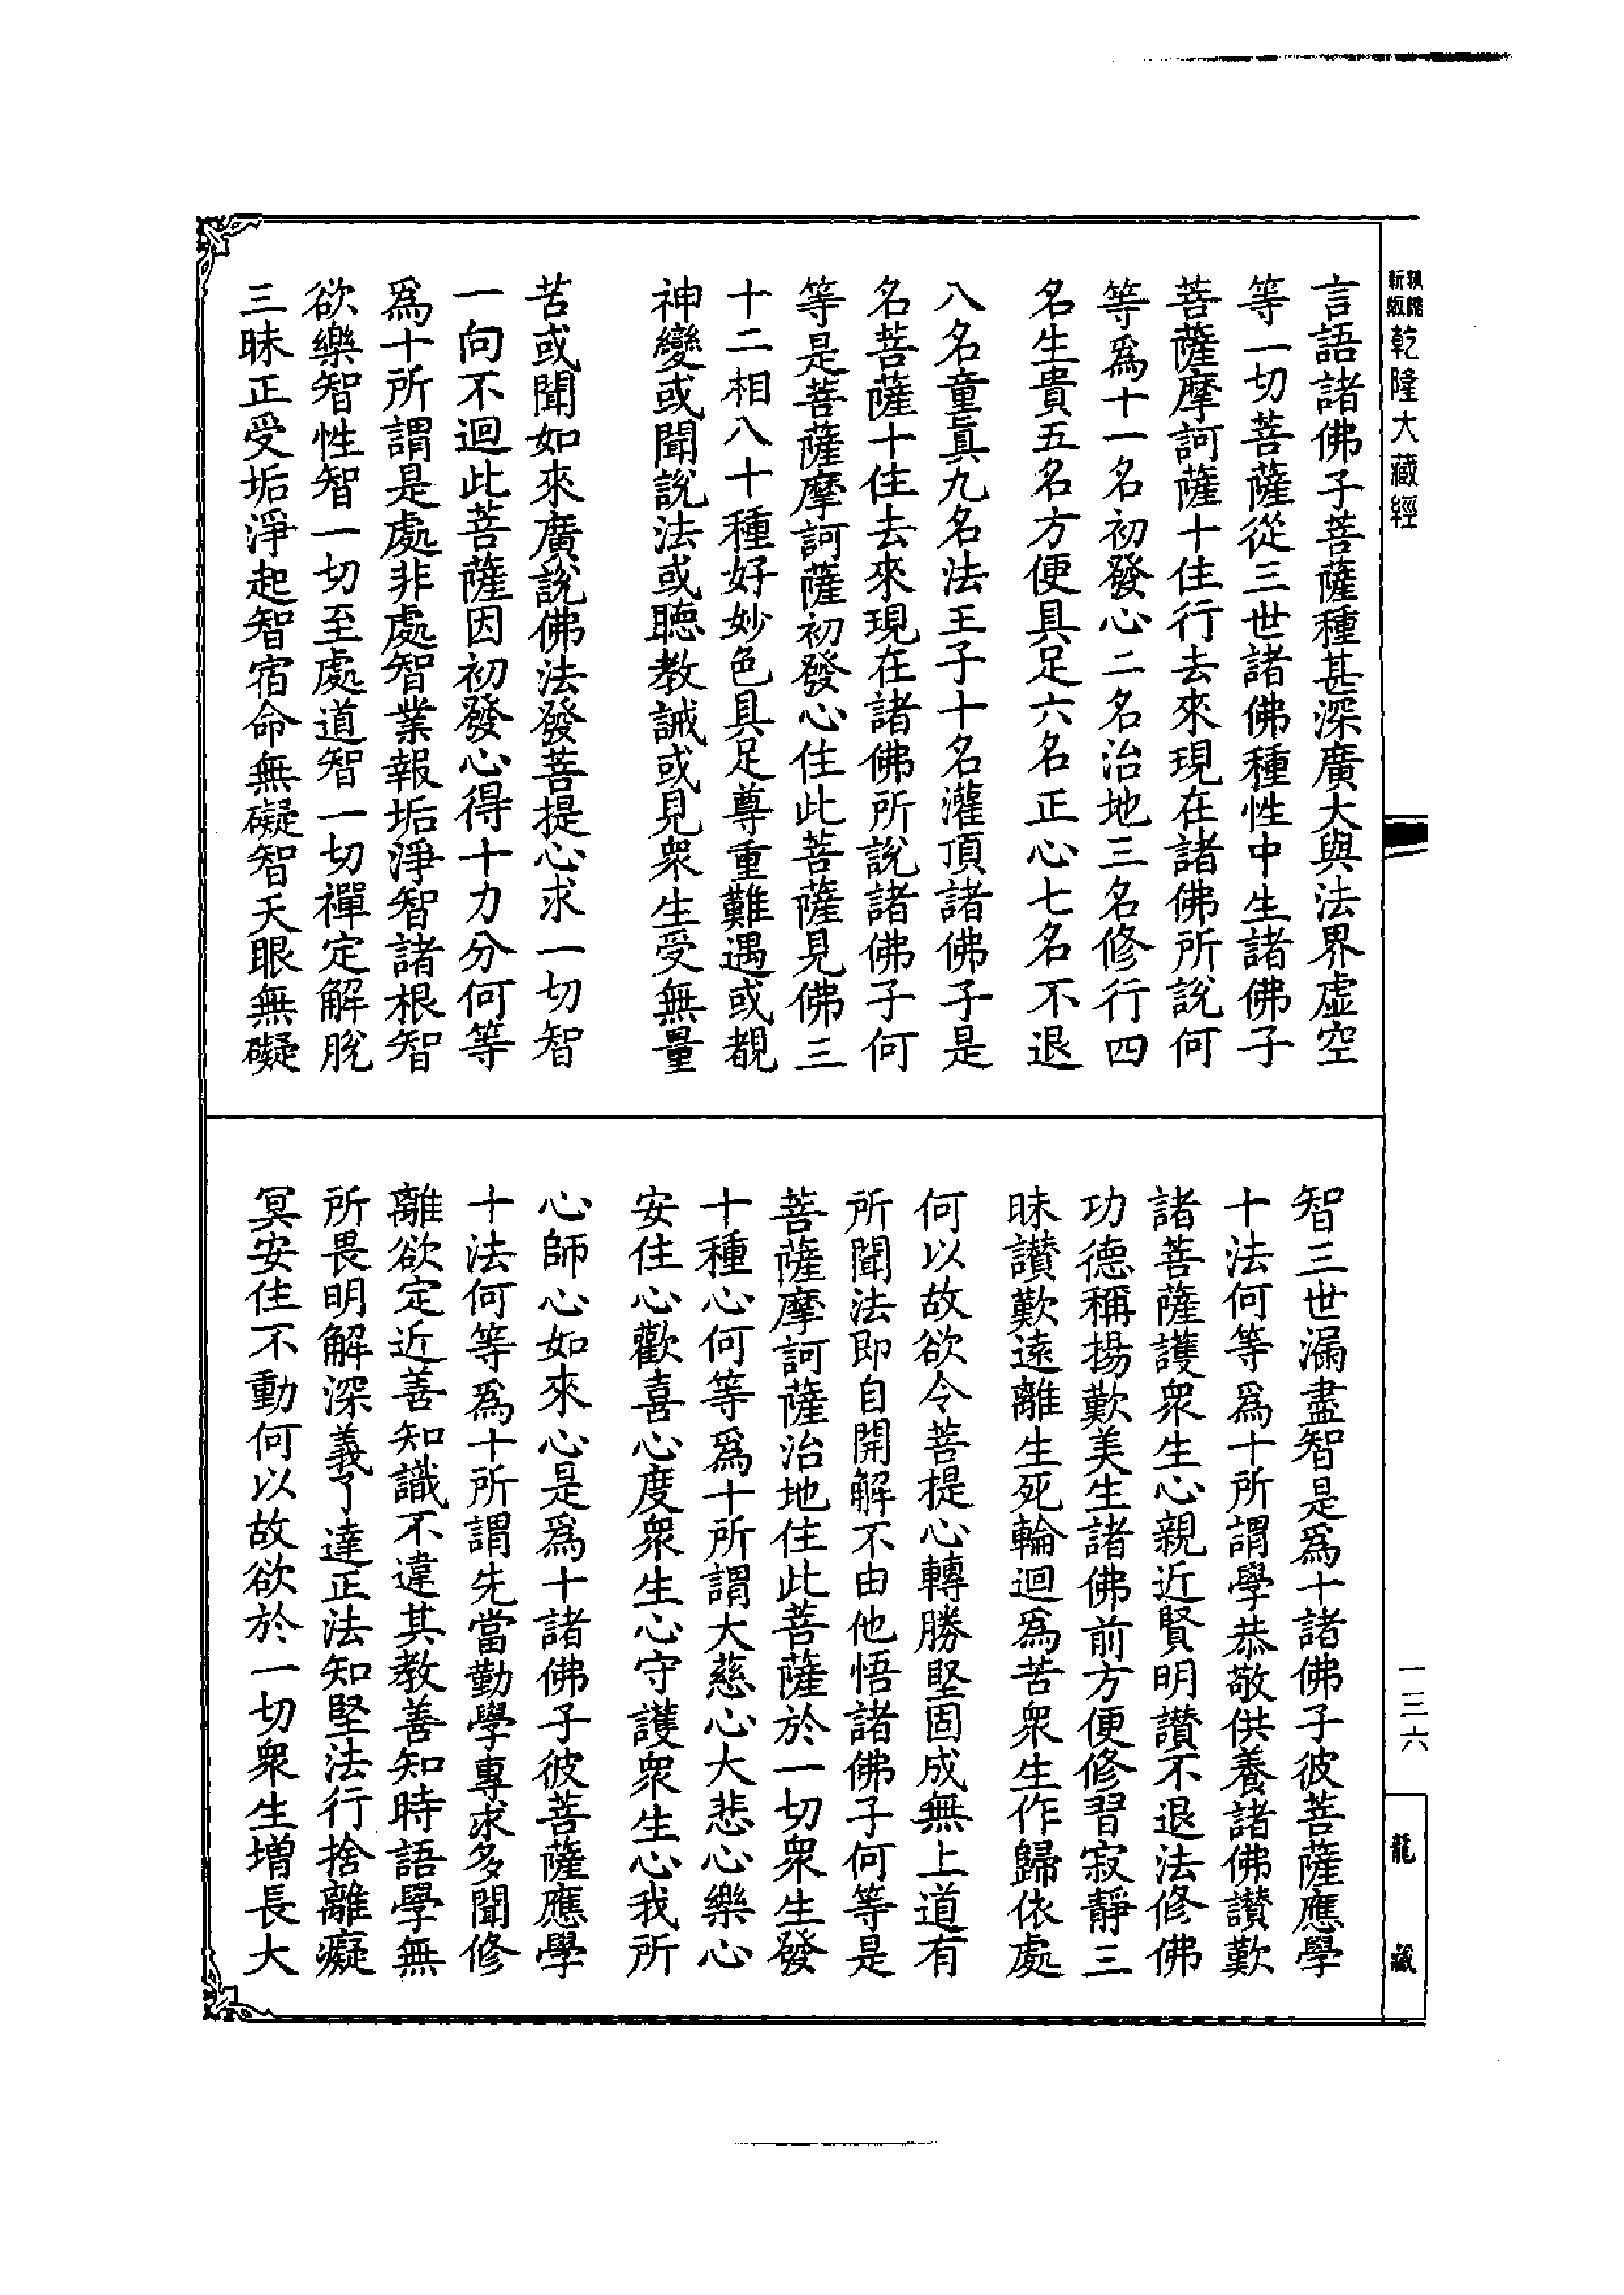 乾隆大藏經
言語諸佛子菩薩種甚深廣大與法界虛空
等一切菩薩從三世諸佛種性中生諸佛子
菩薩摩訶薩十住行去來現在諸佛所說何
等爲十一名初發心二名治地三名修行四
名生貴五名方便具足六名正心七名不退
八名童真九名法王子十名灌頂諸佛子是
名菩薩十住去來現在諸佛所說諸佛子何
等是菩薩摩訶薩初發心住此菩薩見佛三
十二相八十種好妙色具足尊重難遇或覩
神變或聞說法或聽教誡或見衆生受無量
苦或聞如來廣說佛法發菩提心求一切智
一向不迴此菩薩因初發心得十力分何等
爲十所謂是處非處智業報垢淨智諸根智
欲樂智性智一切至處道智一切禪定解脫
三昧正受垢淨起智宿命無礙智天眼無礙
智三世漏盡智是爲十諸佛子彼菩薩應學
十法何等爲十所謂學恭敬供養諸佛讚歎
諸菩薩護衆生心親近賢明讚不退法修佛
功德稱揚歎美生諸佛前方便修習寂靜三
昧讚歎遠離生死輪迴爲苦衆生作歸依處
何以故欲令菩提心轉勝堅固成無上道有
所聞法即自開解不由他悟諸佛子何等是
菩薩摩訶薩治地住此菩薩於一切衆生發
十種心何等爲十所謂大慈心大悲心樂心
安住心歡喜心度衆生心守護衆生心我所
心師心如來心是爲十諸佛子彼菩薩應學
十法何等爲十所謂先當勤學專求多聞修
離欲定近善知識不違其教善知時語學無
所畏明解深義了達正法知堅法行捨離癡
冥安住不動何以故欲於一切衆生增長大
一三六
龍藏